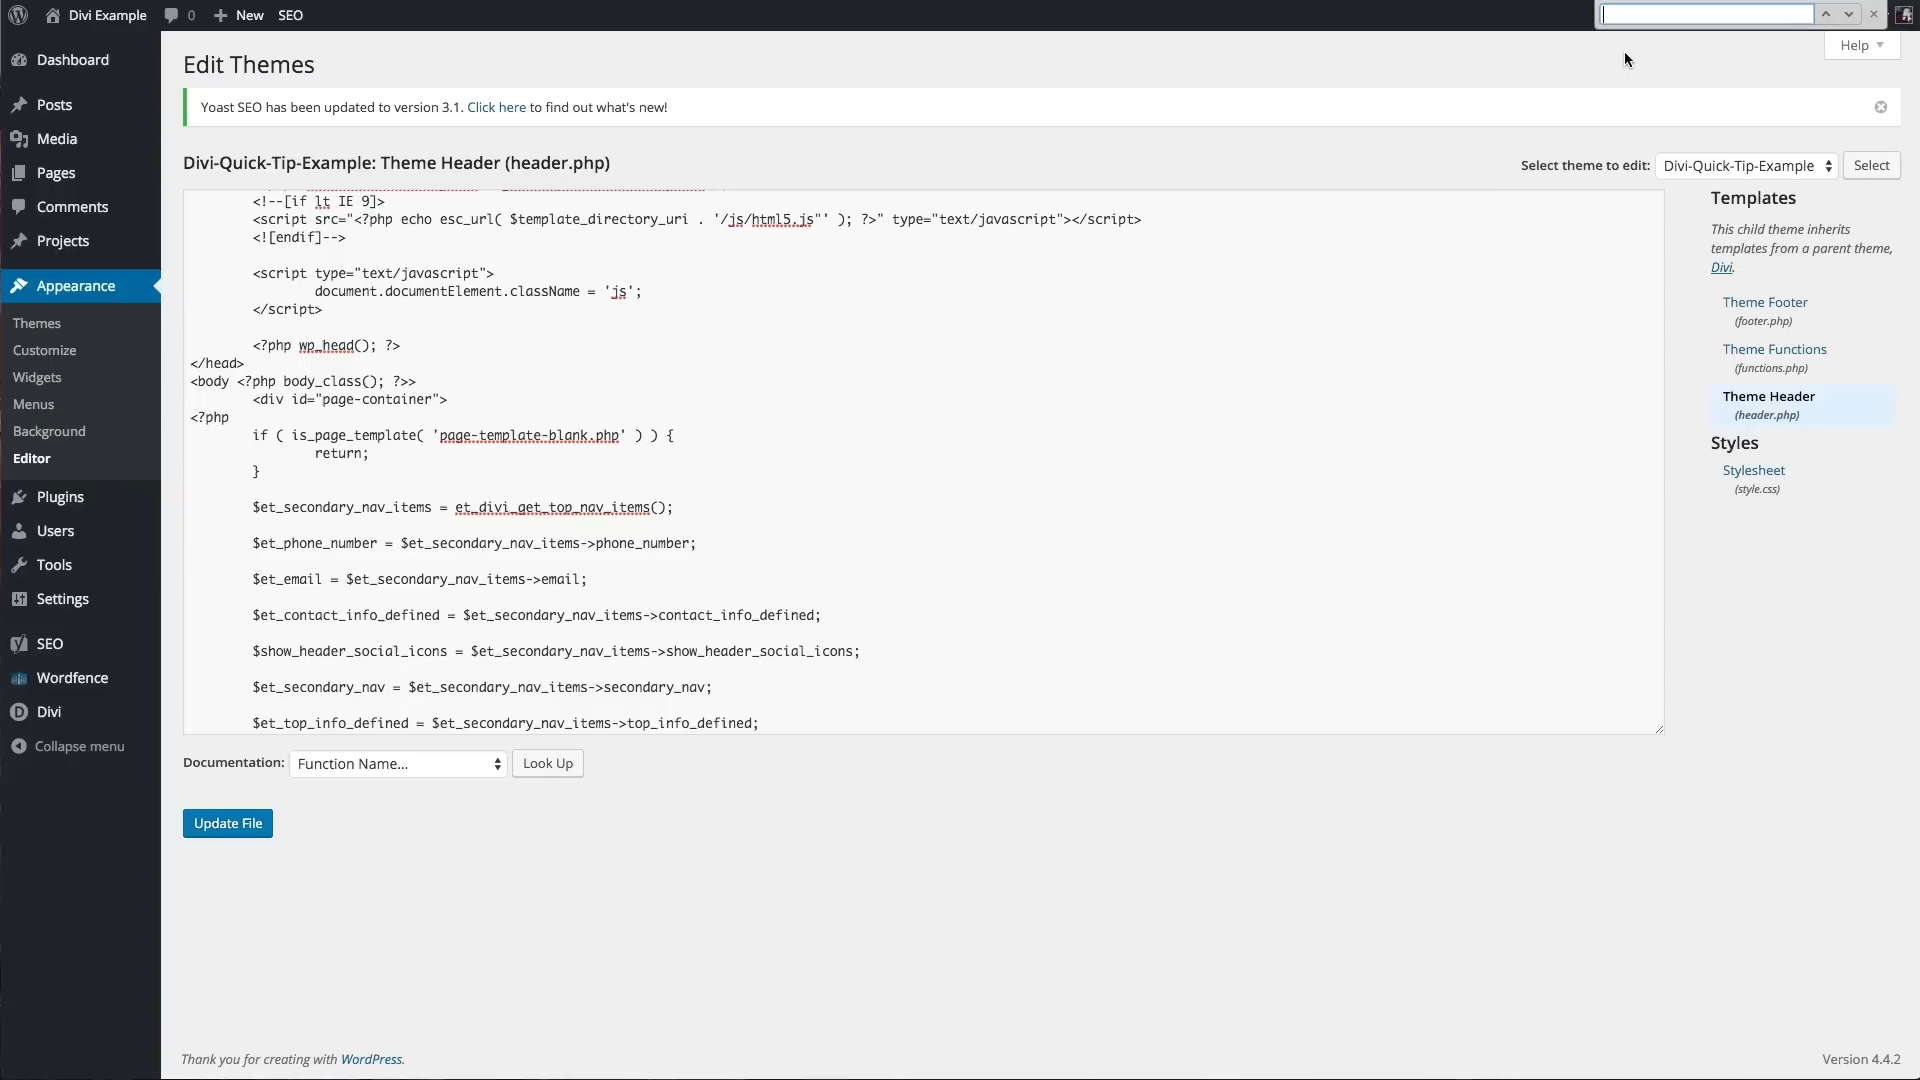 Divi Example 0 New SEO
Help
Dashboard
Posts
Media
Pages
Comments
Projects
Appearance
Themes
Customize
Widgets
Menus
Background
Editor
Plugins
Users
Tools
Settings
SEO
Wordfence
Divi
Collapse menu
Edit Themes
Yoast SEO has been updated to version 3.1. Click here to find out what's new!
Divi-Quick-Tip-Example: Theme Header (header.php)
Select theme to edit: Divi-Quick-Tip-Example Select
<!--[if lt IE 9]>
<script src="<?php echo esc_url( $template_directory_uri . '/js/html5.js"' ); ?>" type="text/javascript"></script>
<![endif]-->
<script type="text/javascript">
document.documentElement.className = 'js';
</script>
<?php wp_head(); ?>
</head>
<body <?php body_class(); ?>>
<div id="page-container">
<?php
if ( is_page_template( 'page-template-blank.php' ) ) {
return;
}
$et_secondary_nav_items = et_divi_get_top_nav_items();
$et_phone_number = $et_secondary_nav_items->phone_number;
$et_email = $et_secondary_nav_items->email;
$et_contact_info_defined = $et_secondary_nav_items->contact_info_defined;
$show_header_social_icons = $et_secondary_nav_items->show_header_social_icons;
$et_secondary_nav = $et_secondary_nav_items->secondary_nav;
$et_top_info_defined = $et_secondary_nav_items->top_info_defined;
Templates
This child theme inherits
templates from a parent theme,
Divi.
Theme Footer
(footer.php)
Theme Functions
(functions.php)
Theme Header
(header.php)
Styles
Stylesheet
(style.css)
Documentation: Function Name... Look Up
Update File
Thank you for creating with WordPress.
Version 4.4.2